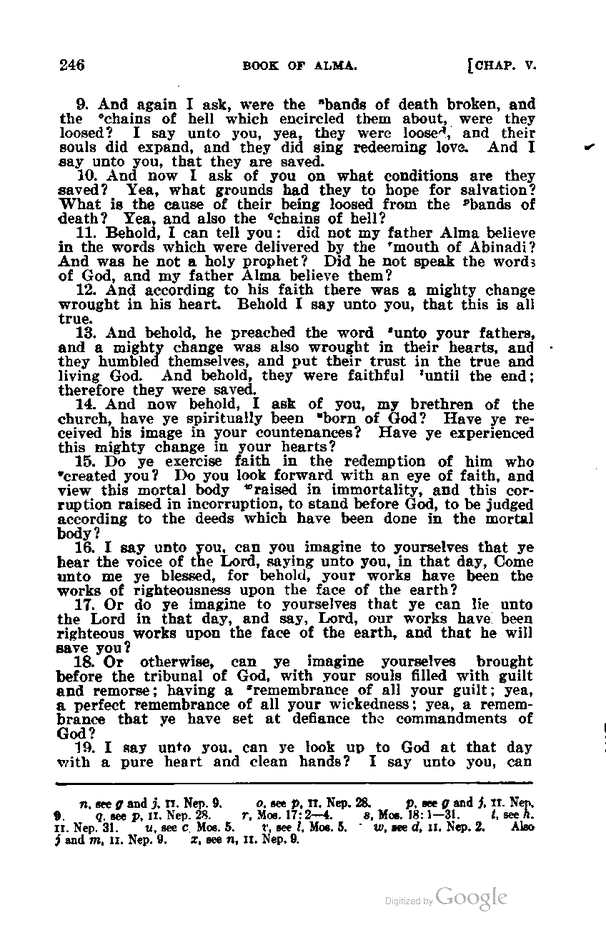 246 BOOK OF ALMA. [CHAP. V.
9. And again I ask, were the ⁿbands of death broken, and
the ᵒchains of hell which encircled them about, were they
loosed? I say unto you, yea, they were loosed, and their
souls did expand, and they did sing redeeming love. And I
say unto you, that they are saved.
10. And now I ask of you on what conditions are they
saved? Yea, what grounds had they to hope for salvation?
What is the cause of their being loosed from the ᵖbands of
death? Yea, and also the qchains of hell?
11. Behold, I can tell you: did not my father Alma believe
in the words which were delivered by the ʳmouth of Abinadi?
And was he not a holy prophet? Did he not speak the words
of God, and my father Alma believe them?
12. And according to his faith there was a mighty change
wrought in his heart. Behold I say unto you, that this is all
true.
13. And behold, he preached the word ˢunto your fathers,
and a mighty change was also wrought in their hearts, and
they humbled themselves, and put their trust in the true and
living God. And behold, they were faithful ᵗuntil the end;
therefore they were saved.
14. And now behold, I ask of you, my brethren of the
church, have ye spiritually been ᵘborn of God? Have ye re-
ceived his image in your countenances? Have ye experienced
this mighty change in your hearts?
15. Do ye exercise faith in the redemption of him who
ᵛcreated you? Do you look forward with an eye of faith, and
view this mortal body ʷraised in immortality, and this cor-
ruption raised in incorruption, to stand before God, to be judged
according to the deeds which have been done in the mortal
body?
16. I say unto you, can you imagine to yourselves that ye
hear the voice of the Lord, saying unto you, in that day, Come
unto me ye blessed, for behold, your works have been the
works of righteousness upon the face of the earth?
17. Or do ye imagine to yourselves that ye can lie unto
the Lord in that day, and say, Lord, our works have been
righteous works upon the face of the earth, and that he will
save you?
18. Or otherwise, can ye imagine yourselves brought
before the tribunal of God, with your souls filled with guilt
and remorse; having a ˣremembrance of all your guilt; yea,
a perfect remembrance of all your wickedness; yea, a remem-
brance that ye have set at defiance the commandments of
God?
19. I say unto you. can ye look up to God at that day
with a pure heart and clean hands? I say unto you, can
n, see g and j, II. Nep. 9. o, see p, II. Nep. 28. p, see g and j, II. Nep.
9. q, see p, II. Nep. 28. r, Mos. 17: 2—4. s, Mos. 18: 1—31. t, see h.
II. Nep. 31. u, see c. Mos. 5. v, see l, Mos. 5. w, see d, II. Nep. 2. Also
j and m, II. Nep. 9. x, see n, II. Nep. 9.
Digitized by Google